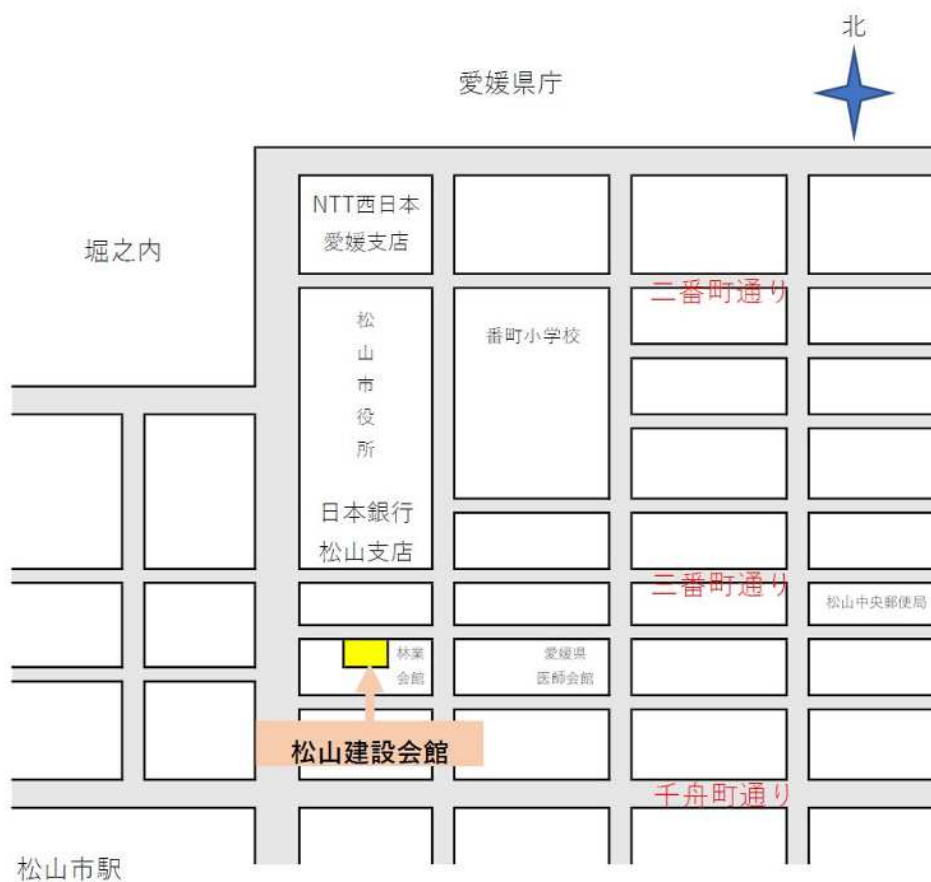 北
愛媛県庁
NTT西日本
愛媛支店
堀之内
二番町通り
松
山
市
役
所
番町小学校
日本銀行
松山支店
三番町通り
松山中央郵便局
林業
会館
愛媛県
医師会館
松山建設会館
千舟町通り
松山市駅